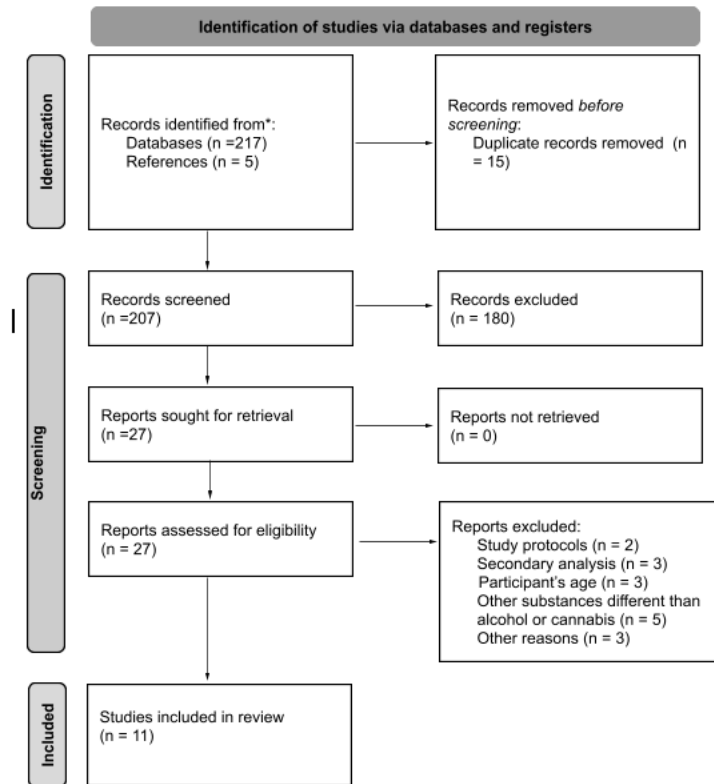 Identification of studies via databases and registers
Identification
Records identified from*:
Databases (n =217)
References (n = 5)
Records removed before
screening:
Duplicate records removed (n
= 15)
Screening
Records screened
(n =207)
Records excluded
(n = 180)
Reports sought for retrieval
(n =27)
Reports not retrieved
(n = 0)
Reports assessed for eligibility
(n = 27)
Reports excluded:
Study protocols (n = 2)
Secondary analysis (n = 3)
Participant's age (n = 3)
Other substances different than
alcohol or cannabis (n = 5)
Other reasons (n = 3)
Included
Studies included in review
(n = 11)